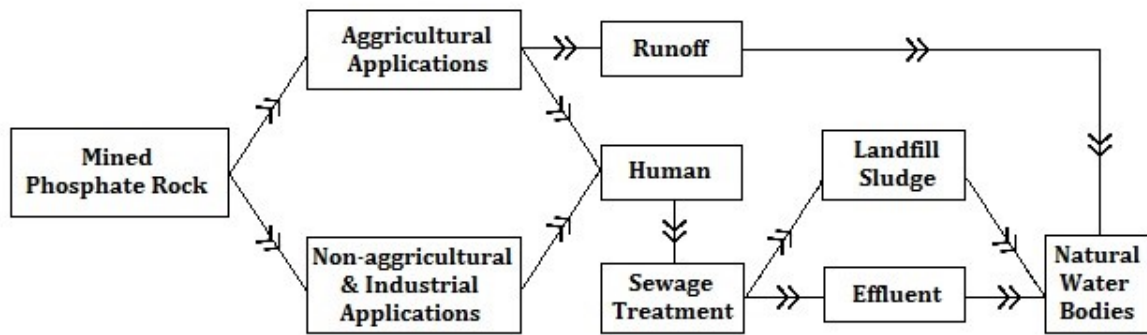 Aggricultural
Applications
Runoff
Mined
Phosphate Rock
Human
Landfill
Sludge
Non-aggricultural
& Industrial
Applications
Sewage
Treatment
Effluent
Natural
Water
Bodies